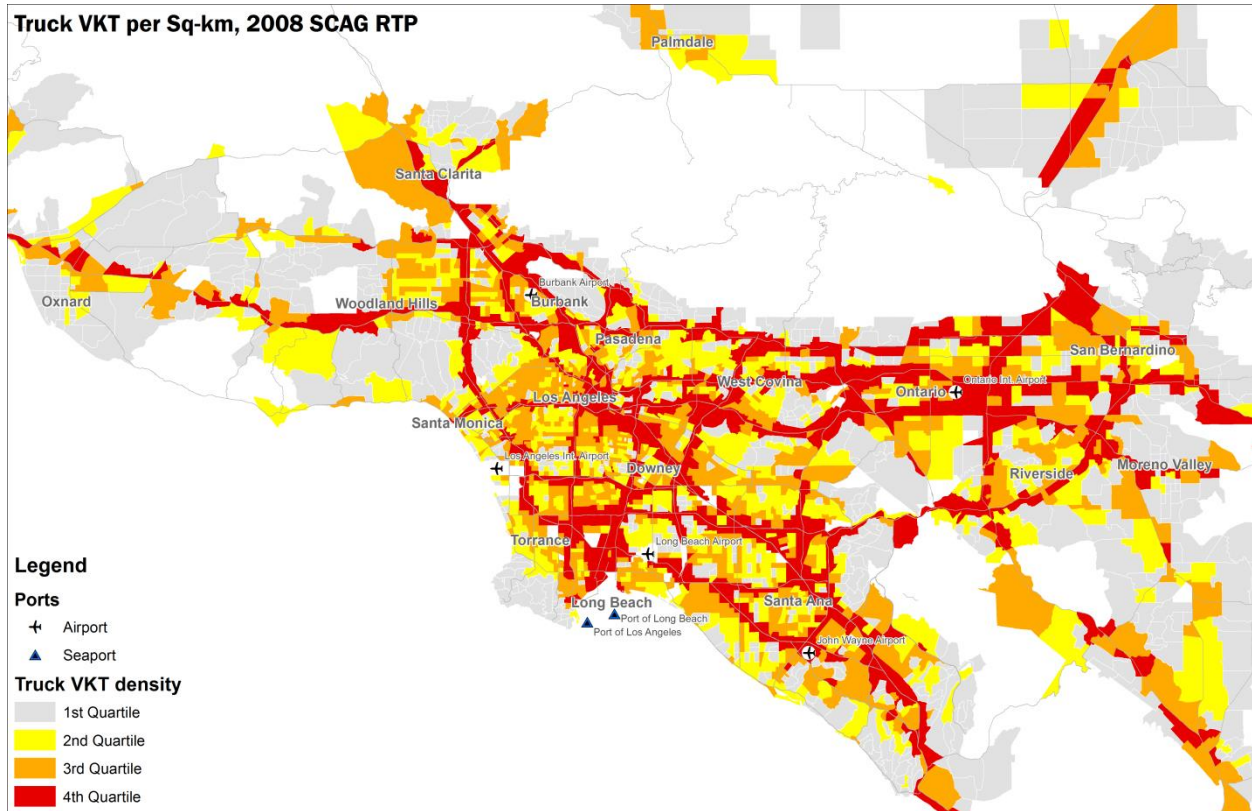 Truck VKT per Sq-km, 2008 SCAG RTP
Palmdale
Santa Clarita
Oxnard
Woodland Hills
Burbank Airport
Burbank
Pasadena
San Bernardino
West Covina
Ontario Int. Airport
Ontario
Los Angeles
Santa Monica
Los Angeles Int. Airport
Downey
Moreno Valley
Riverside
Torrance
Long Beach Airport
Long Beach
Santa Ana
Port of Long Beach
Port of Los Angeles
John Wayne Airport
Legend
Ports
Airport
Seaport
Truck VKT density
1st Quartile
2nd Quartile
3rd Quartile
4th Quartile